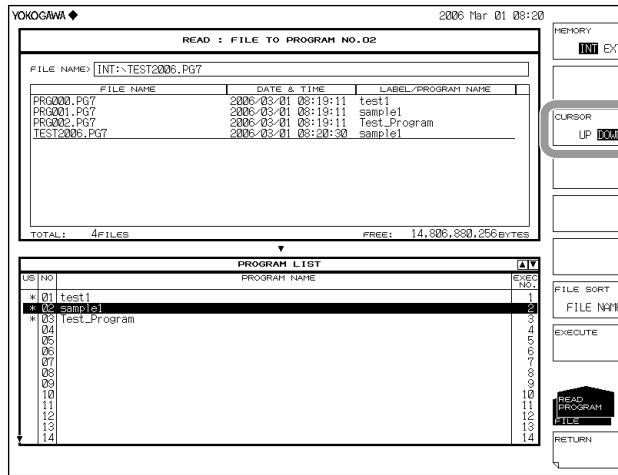 YOKOGAWA ◆ 2006 Mar 01 08:20
READ : FILE TO PROGRAM NO.02
FILE NAME> INT:\TEST2006.PG7
FILE NAME DATE & TIME LABEL/PROGRAM NAME
PRG000.PG7 2006/03/01 08:19:11 test1
PRG001.PG7 2006/03/01 08:19:11 sample1
PRG002.PG7 2006/03/01 08:19:11 Test_Program
TEST2006.PG7 2006/03/01 08:20:30 sample1
TOTAL: 4FILES FREE: 14,806,880,256BYTES
▼
PROGRAM LIST ▲▼
US NO PROGRAM NAME EXEC NO.
* 01 test1 1
* 02 sample1 2
* 03 Test_Program 3
04 4
05 5
06 6
07 7
08 8
09 9
10 10
11 11
12 12
13 13
14 14
MEMORY
INT EXT
CURSOR
UP DOWN
FILE SORT
FILE NAME
EXECUTE
READ
PROGRAM
FILE
RETURN